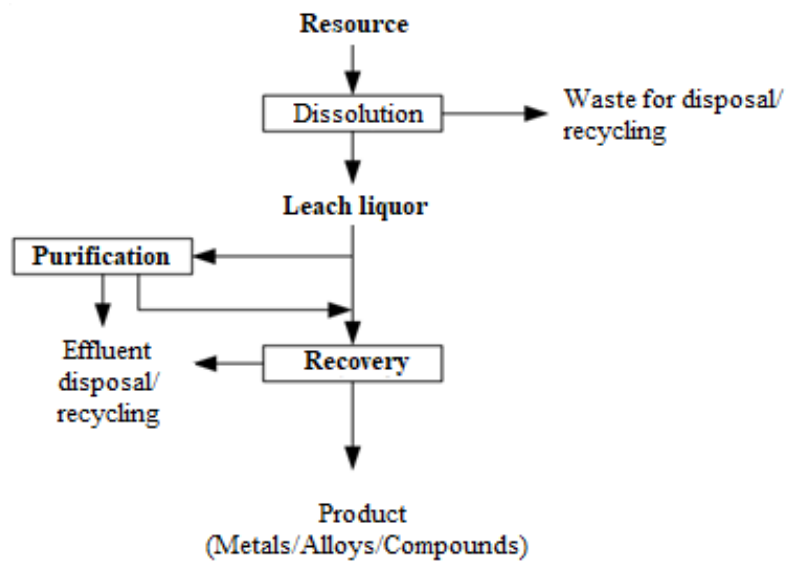 Resource
Dissolution
Waste for disposal/
recycling
Leach liquor
Purification
Effluent
disposal/
recycling
Recovery
Product
(Metals/Alloys/Compounds)